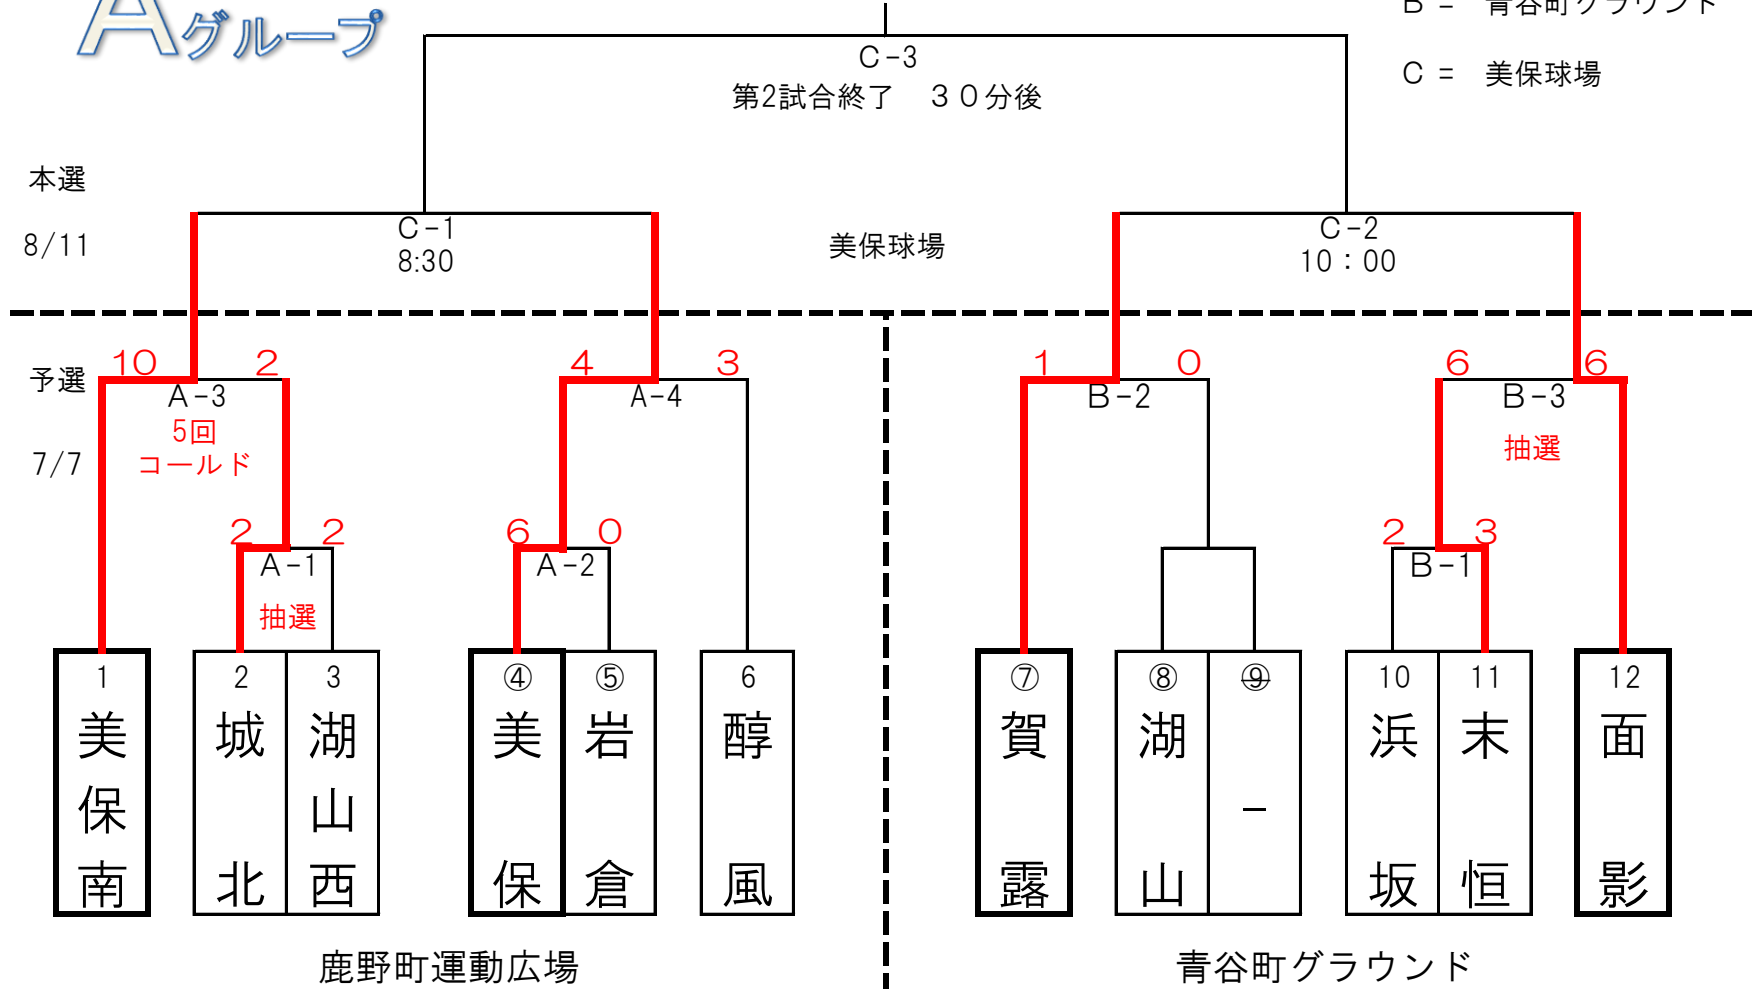 Aグループ
B = 青谷町グラウンド
C = 美保球場
C-3
第2試合終了　３０分後
本選
8/11
C-1
8:30
美保球場
C-2
10：00
予選
7/7
10 2
A-3
5回
コールド
4 3
A-4
1 0
B-2
6 6
B-3
抽選
2 2
A-1
抽選
6 0
A-2
2 3
B-1
1 美保南
2 城北
3 湖山西
④ 美保
⑤ 岩倉
6 醇風
⑦ 賀露
⑧ 湖山
⑨ －
10 浜坂
11 末恒
12 面影
鹿野町運動広場
青谷町グラウンド